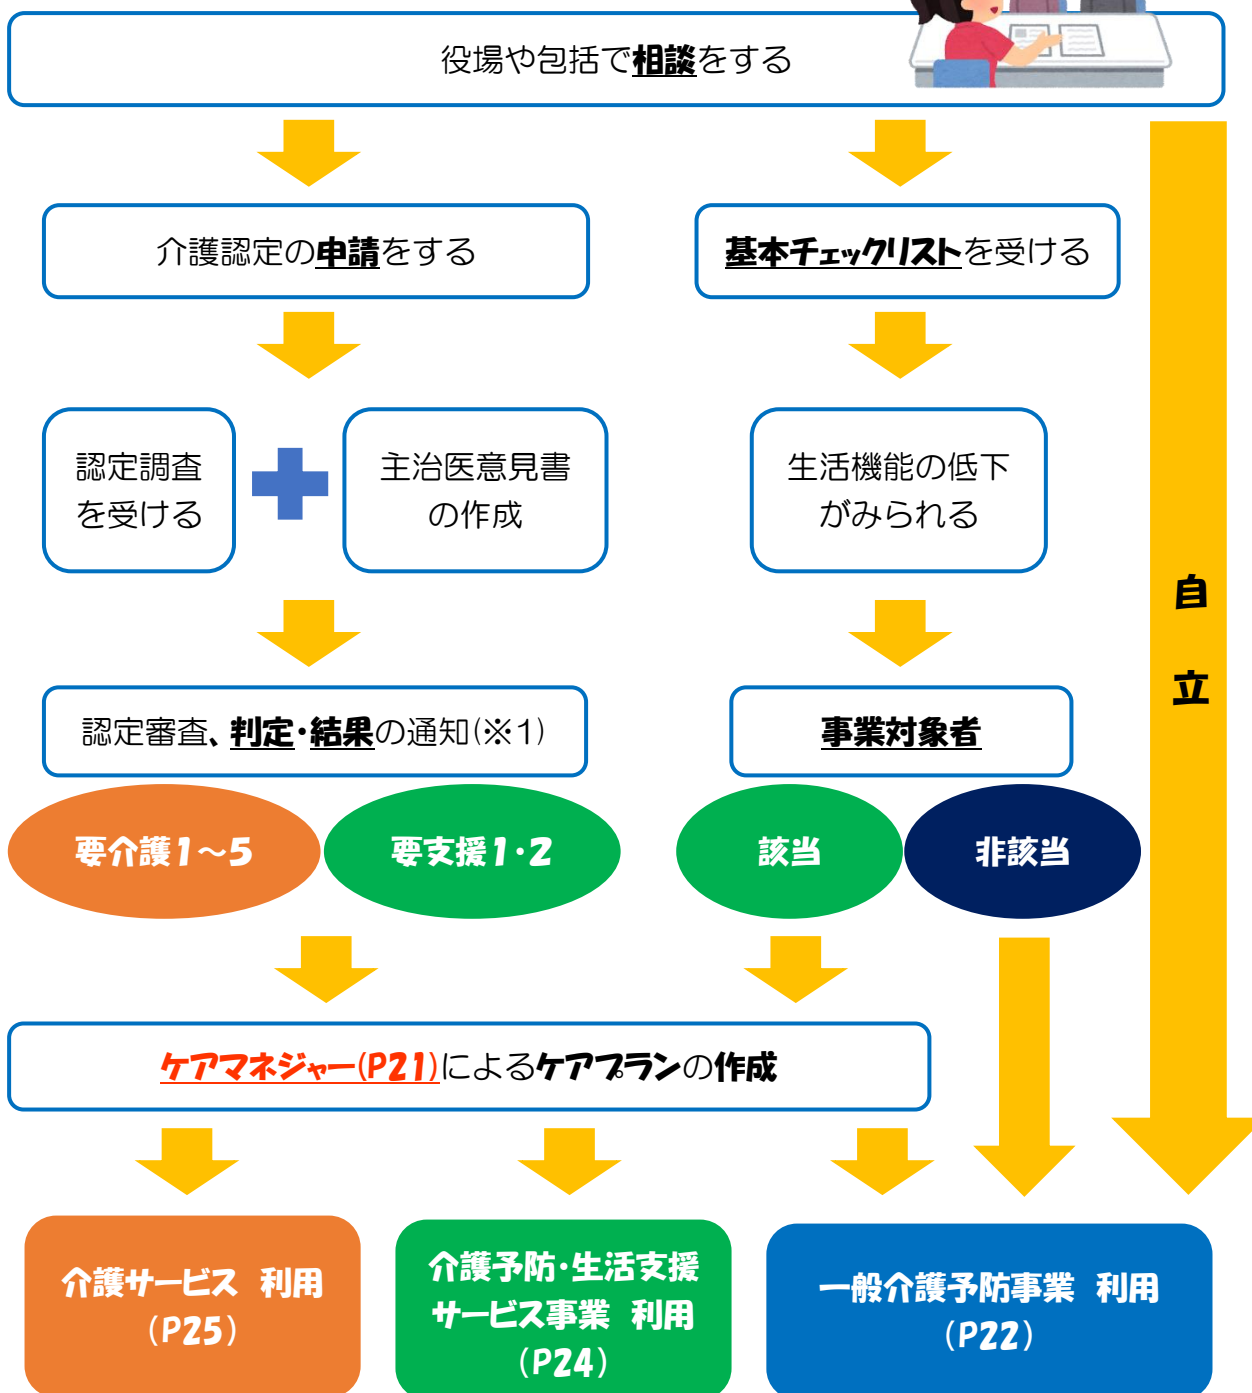 役場や包括で相談をする
介護認定の申請をする
基本チェックリストを受ける
認定調査
を受ける
主治医意見書
の作成
生活機能の低下
がみられる
自
立
認定審査、判定・結果の通知(※1)
事業対象者
要介護1～5
要支援1・2
該当
非該当
ケアマネジャー(P21)によるケアプランの作成
介護サービス 利用
(P25)
介護予防・生活支援
サービス事業 利用
(P24)
一般介護予防事業 利用
(P22)